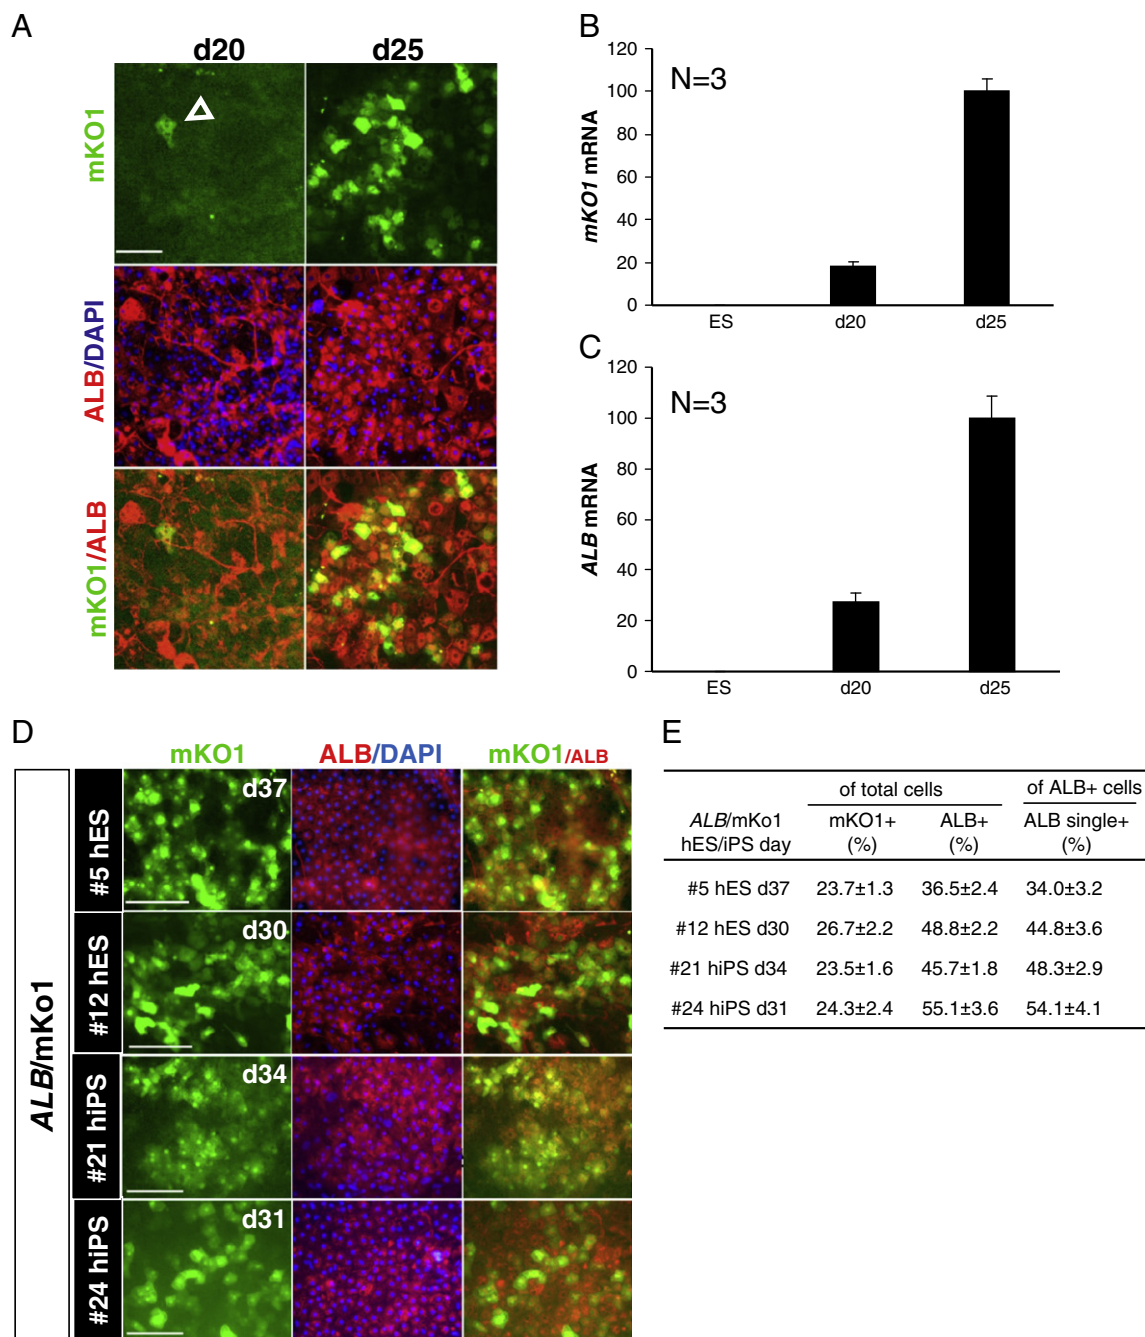 A
d20 d25
mKO1
ALB/DAPI
mKO1/ALB
B
120
100
80
60
40
20
0
mKO1 mRNA
N=3
ES d20 d25
C
120
100
80
60
40
20
0
ALB mRNA
N=3
ES d20 d25
D
mKO1 ALB/DAPI mKO1/ALB
ALB/mKo1
#5 hES
d37
#12 hES
d30
#21 hiPS
d34
#24 hiPS
d31
E
of total cells of ALB+ cells
ALB/mKo1 mKO1+ ALB+ ALB single+
hES/iPS day (%) (%) (%)
#5 hES d37 23.7±1.3 36.5±2.4 34.0±3.2
#12 hES d30 26.7±2.2 48.8±2.2 44.8±3.6
#21 hiPS d34 23.5±1.6 45.7±1.8 48.3±2.9
#24 hiPS d31 24.3±2.4 55.1±3.6 54.1±4.1